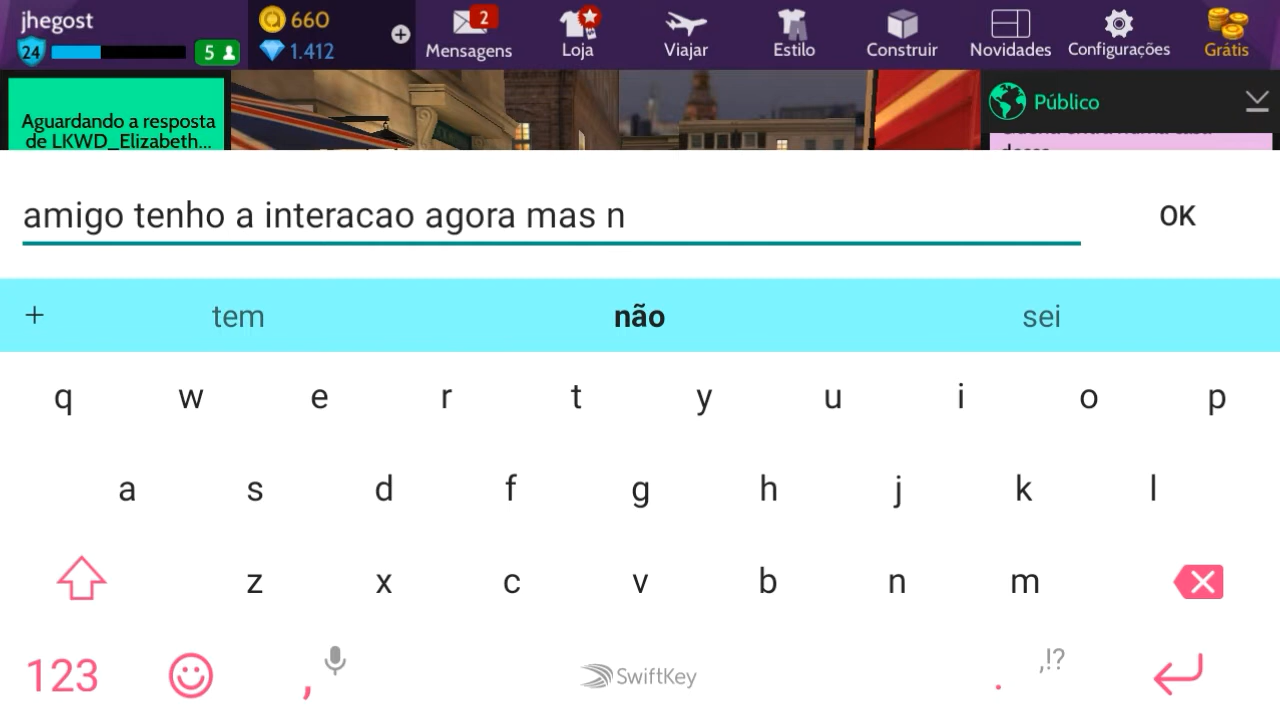 jhegost
24
5
660
1.412
2
Mensagens
Loja
Viajar
Estilo
Construir
Novidades
Configurações
Grátis
Aguardando a resposta
de LKWD_Elizabeth...
Público
amigo tenho a interacao agora mas n
OK
+ tem não sei
q w e r t y u i o p
a s d f g h j k l
z x c v b n m
123 , SwiftKey . ,!?